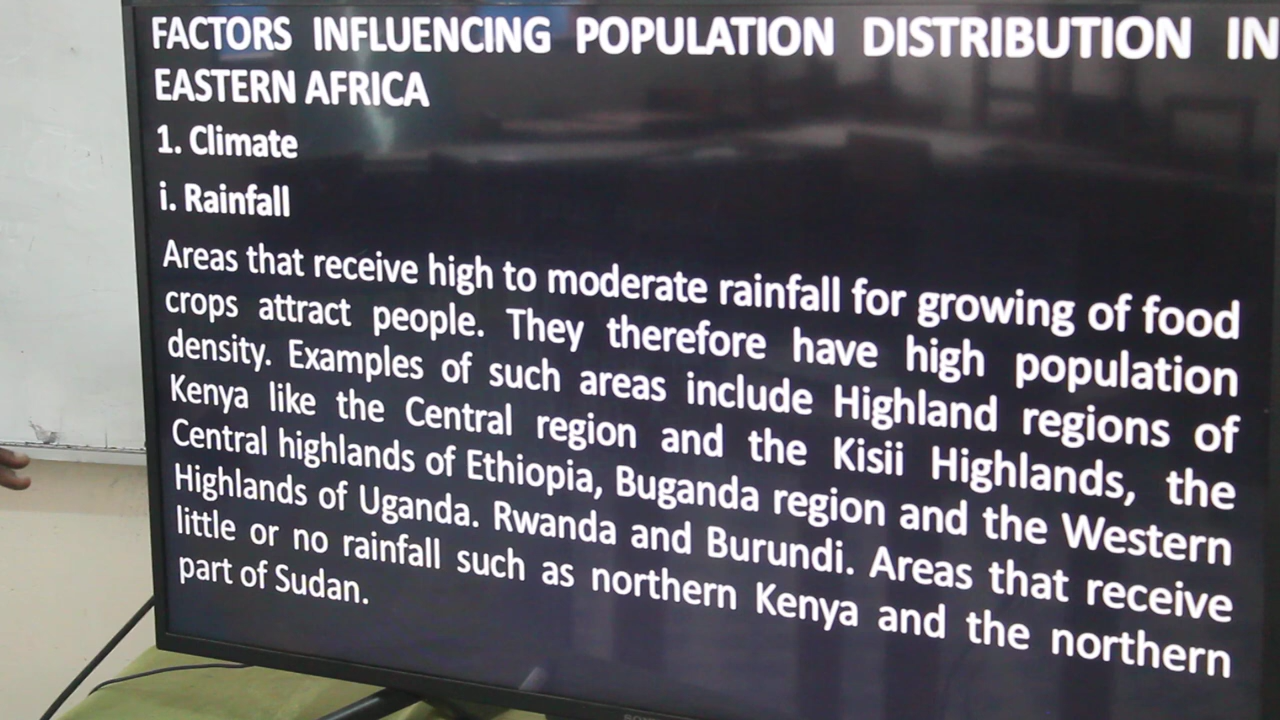 FACTORS INFLUENCING POPULATION DISTRIBUTION IN
EASTERN AFRICA
1. Climate
i. Rainfall
Areas that receive high to moderate rainfall for growing of food
crops attract people. They therefore have high population
density. Examples of such areas include Highland regions of
Kenya like the Central region and the Kisii Highlands, the
Central highlands of Ethiopia, Buganda region and the Western
Highlands of Uganda. Rwanda and Burundi. Areas that receive
little or no rainfall such as northern Kenya and the northern
part of Sudan.